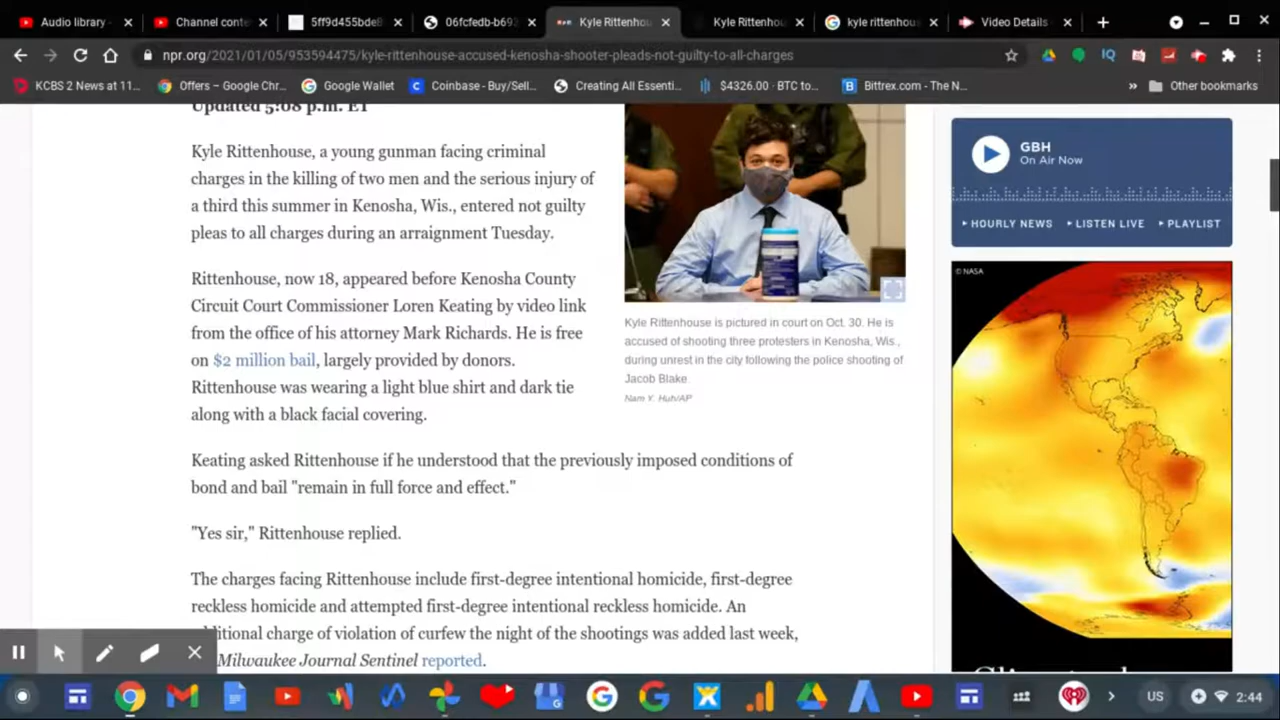 Audio library -
Channel conte
5ff9d455bde8
06fcfedb-b692
Kyle Rittenhou
Kyle Rittenhou
kyle rittenhou
Video Details
npr.org/2021/01/05/953594475/kyle-rittenhouse-accused-kenosha-shooter-pleads-not-guilty-to-all-charges
KCBS 2 News at 11...
Offers – Google Chr...
Google Wallet
Coinbase - Buy/Sell...
Creating All Essenti...
$4326.00 · BTC to...
Bittrex.com - The N...
»
Other bookmarks
Updated 5:08 p.m. ET
Kyle Rittenhouse, a young gunman facing criminal
charges in the killing of two men and the serious injury of
a third this summer in Kenosha, Wis., entered not guilty
pleas to all charges during an arraignment Tuesday.
Rittenhouse, now 18, appeared before Kenosha County
Circuit Court Commissioner Loren Keating by video link
from the office of his attorney Mark Richards. He is free
on $2 million bail, largely provided by donors.
Rittenhouse was wearing a light blue shirt and dark tie
along with a black facial covering.
Kyle Rittenhouse is pictured in court on Oct. 30. He is
accused of shooting three protesters in Kenosha, Wis.,
during unrest in the city following the police shooting of
Jacob Blake.
Nam Y. Huh/AP
Keating asked Rittenhouse if he understood that the previously imposed conditions of
bond and bail "remain in full force and effect."
"Yes sir," Rittenhouse replied.
The charges facing Rittenhouse include first-degree intentional homicide, first-degree
reckless homicide and attempted first-degree intentional reckless homicide. An
ditional charge of violation of curfew the night of the shootings was added last week,
Milwaukee Journal Sentinel reported.
GBH
On Air Now
HOURLY NEWS
LISTEN LIVE
PLAYLIST
© NASA
US
2:44